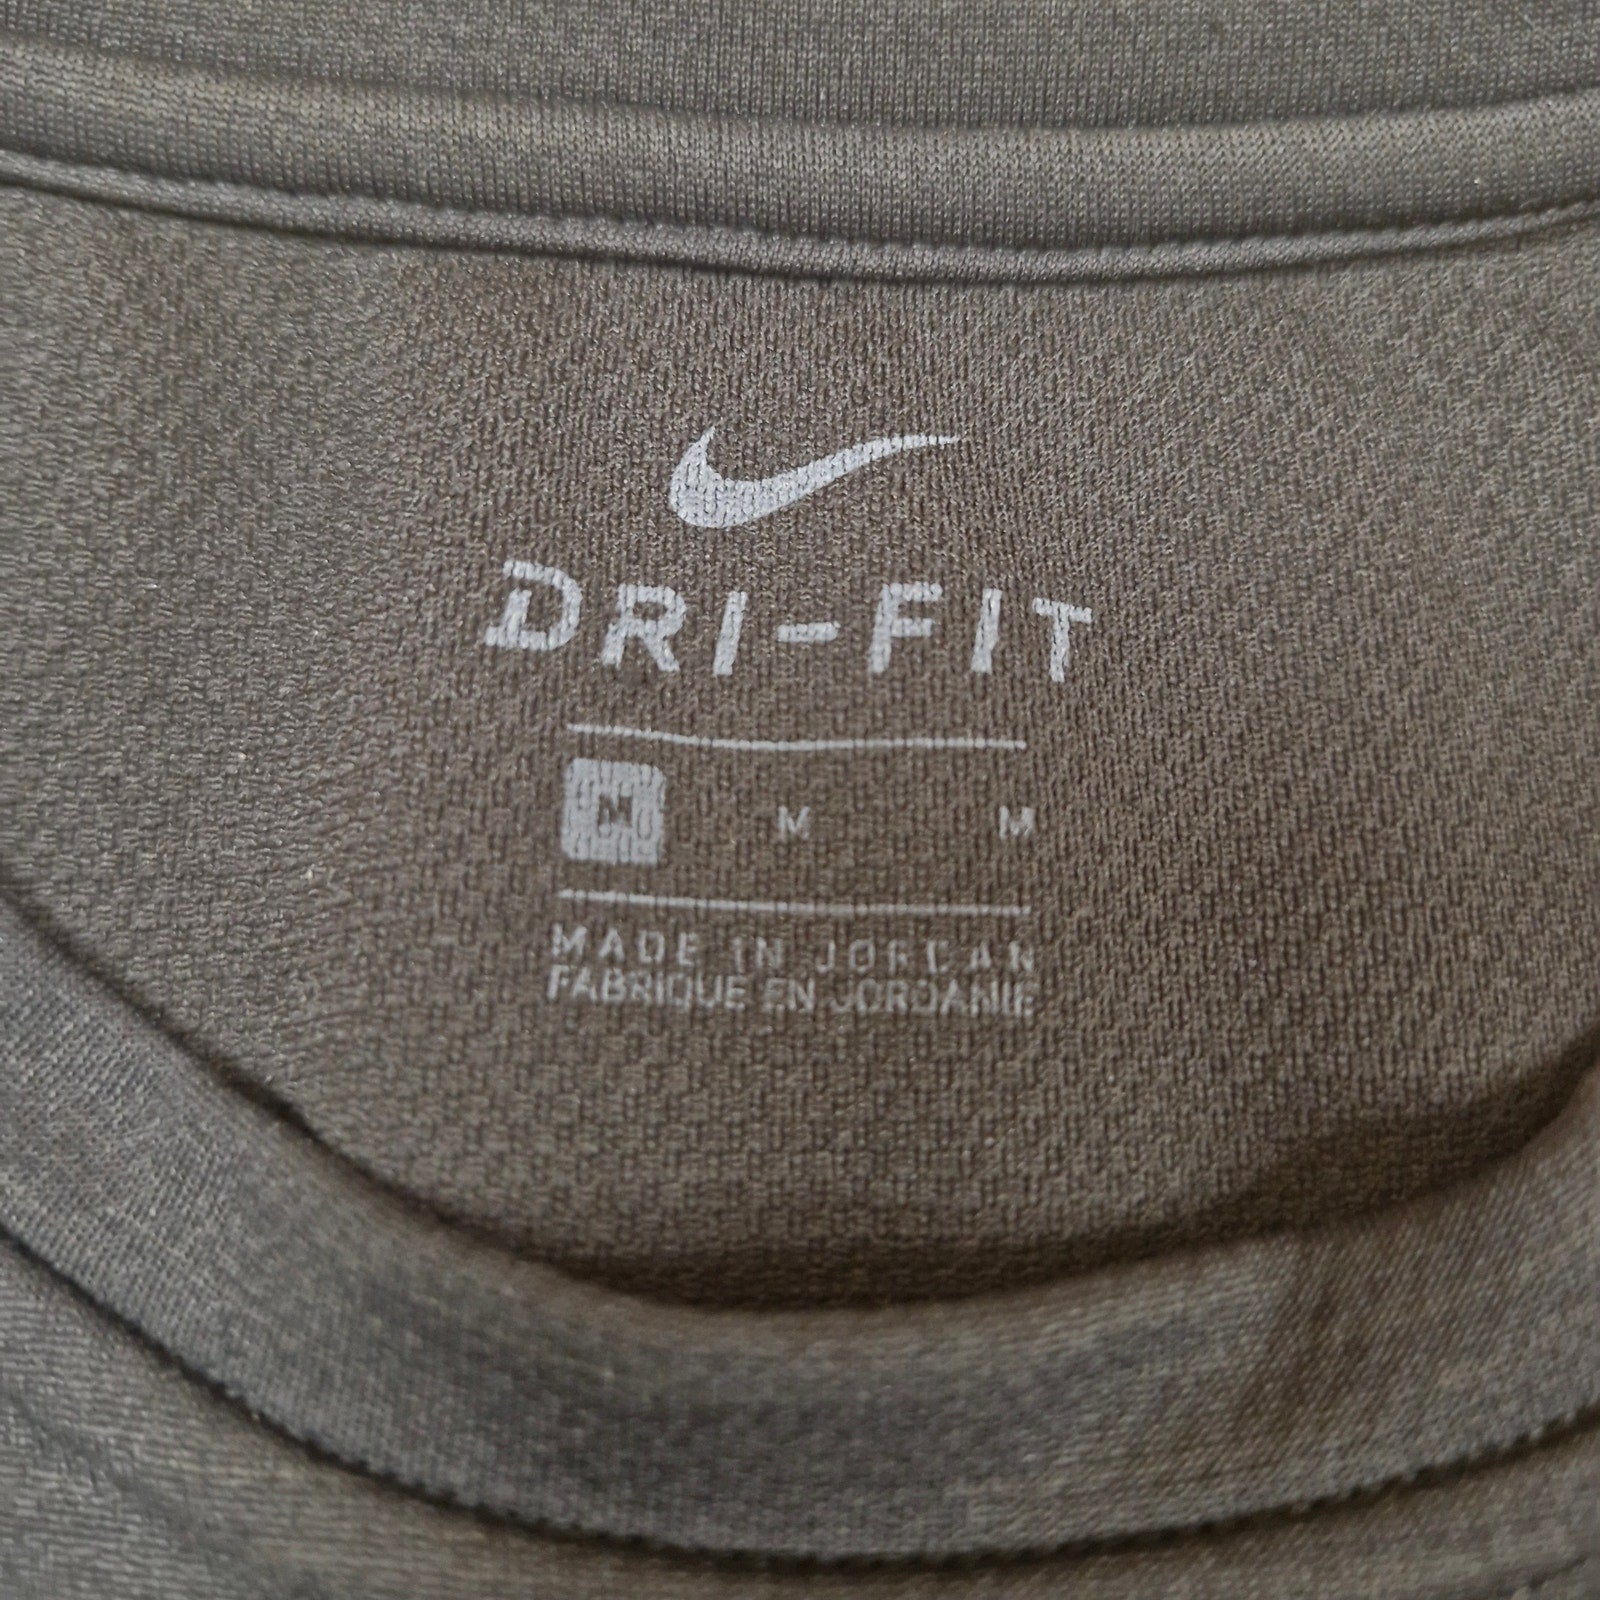 DRI-FIT
M M M
MADE IN JORDAN
FABRIQUE EN JORDANIE